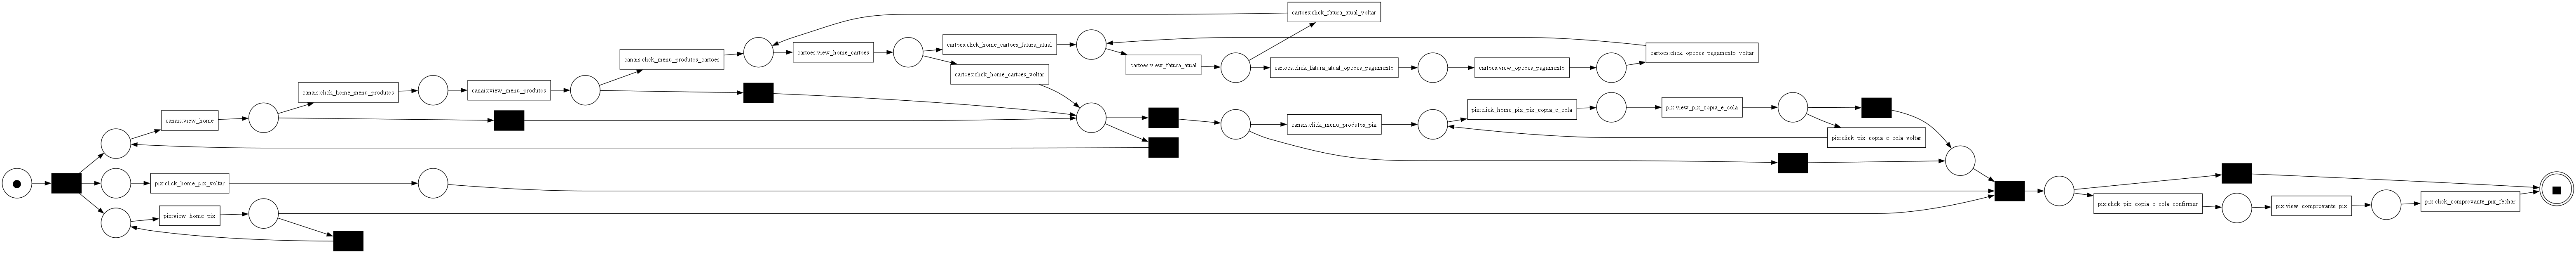 cartoes:click_fatura_atual_voltar
cartoes:view_home_cartoes
cartoes:click_home_cartoes_fatura_atual
cartoes:click_opcoes_pagamento_voltar
canais:click_menu_produtos_cartoes
cartoes:view_fatura_atual
cartoes:click_fatura_atual_opcoes_pagamento
cartoes:view_opcoes_pagamento
cartoes:click_home_cartoes_voltar
canais:click_home_menu_produtos
canais:view_menu_produtos
canais:view_home
pix:click_home_pix_pix_copia_e_cola
pix:view_pix_copia_e_cola
canais:click_menu_produtos_pix
pix:click_pix_copia_e_cola_voltar
pix:click_home_pix_voltar
pix:view_home_pix
pix:click_pix_copia_e_cola_confirmar
pix:view_comprovante_pix
pix:click_comprovante_pix_fechar